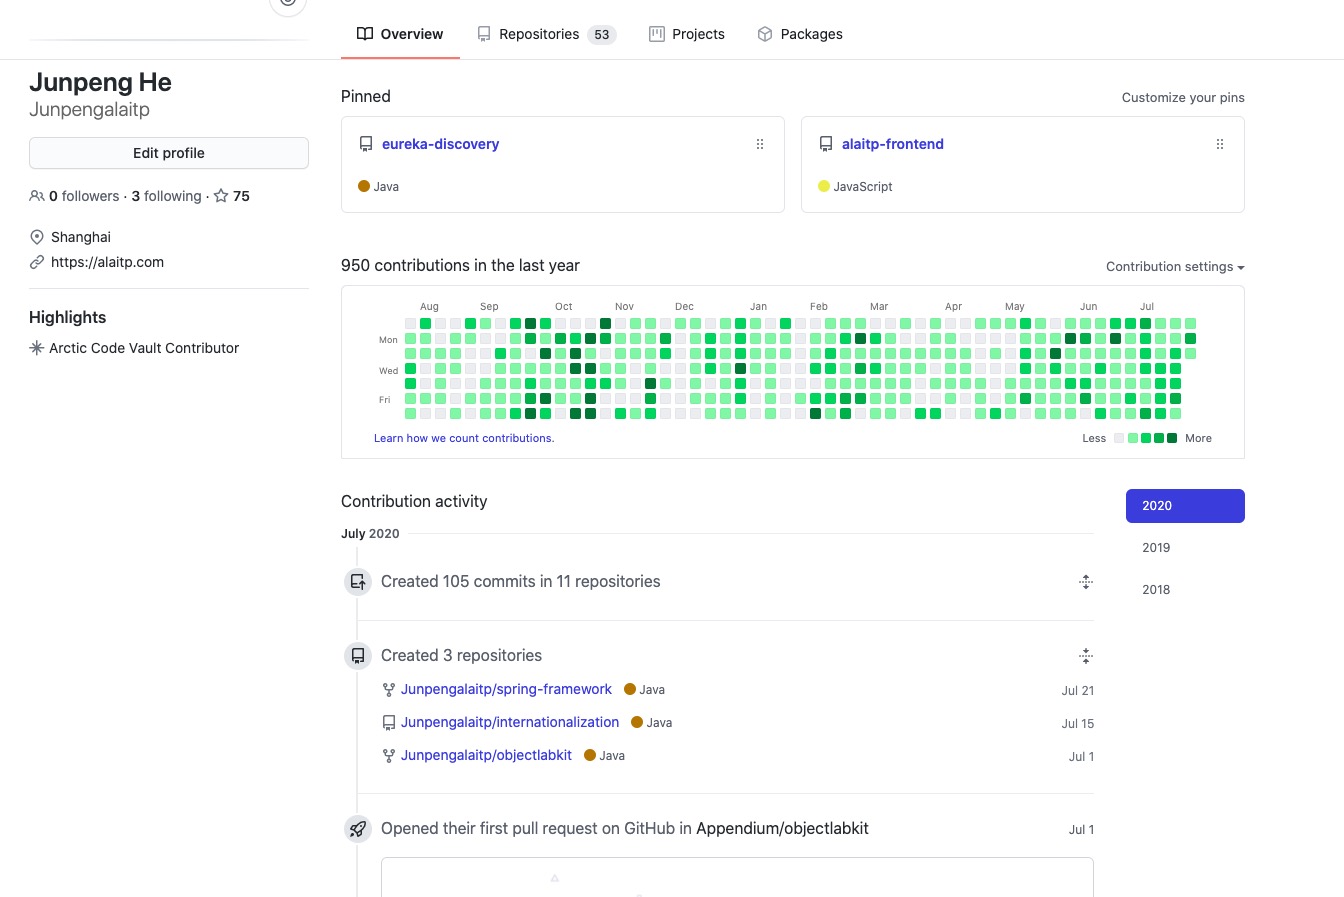 Overview Repositories 53 Projects Packages
Junpeng He
Junpengalaitp
Edit profile
0 followers · 3 following · 75
Shanghai
https://alaitp.com
Highlights
Arctic Code Vault Contributor
Pinned
Customize your pins
eureka-discovery
Java
alaitp-frontend
JavaScript
950 contributions in the last year
Contribution settings
Aug Sep Oct Nov Dec Jan Feb Mar Apr May Jun Jul
Mon
Wed
Fri
Learn how we count contributions.
Less More
Contribution activity
2020
2019
2018
July 2020
Created 105 commits in 11 repositories
Created 3 repositories
Junpengalaitp/spring-framework Java Jul 21
Junpengalaitp/internationalization Java Jul 15
Junpengalaitp/objectlabkit Java Jul 1
Opened their first pull request on GitHub in Appendium/objectlabkit Jul 1